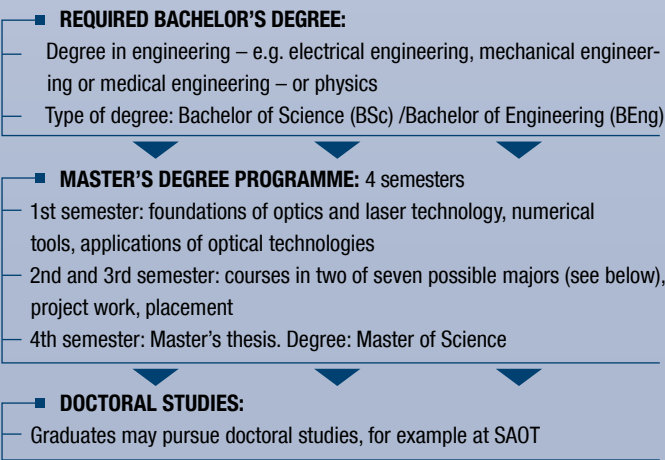 REQUIRED BACHELOR'S DEGREE:
Degree in engineering – e.g. electrical engineering, mechanical engineer-
ing or medical engineering – or physics
Type of degree: Bachelor of Science (BSc) /Bachelor of Engineering (BEng)
MASTER'S DEGREE PROGRAMME: 4 semesters
1st semester: foundations of optics and laser technology, numerical
tools, applications of optical technologies
2nd and 3rd semester: courses in two of seven possible majors (see below),
project work, placement
4th semester: Master's thesis. Degree: Master of Science
DOCTORAL STUDIES:
Graduates may pursue doctoral studies, for example at SAOT